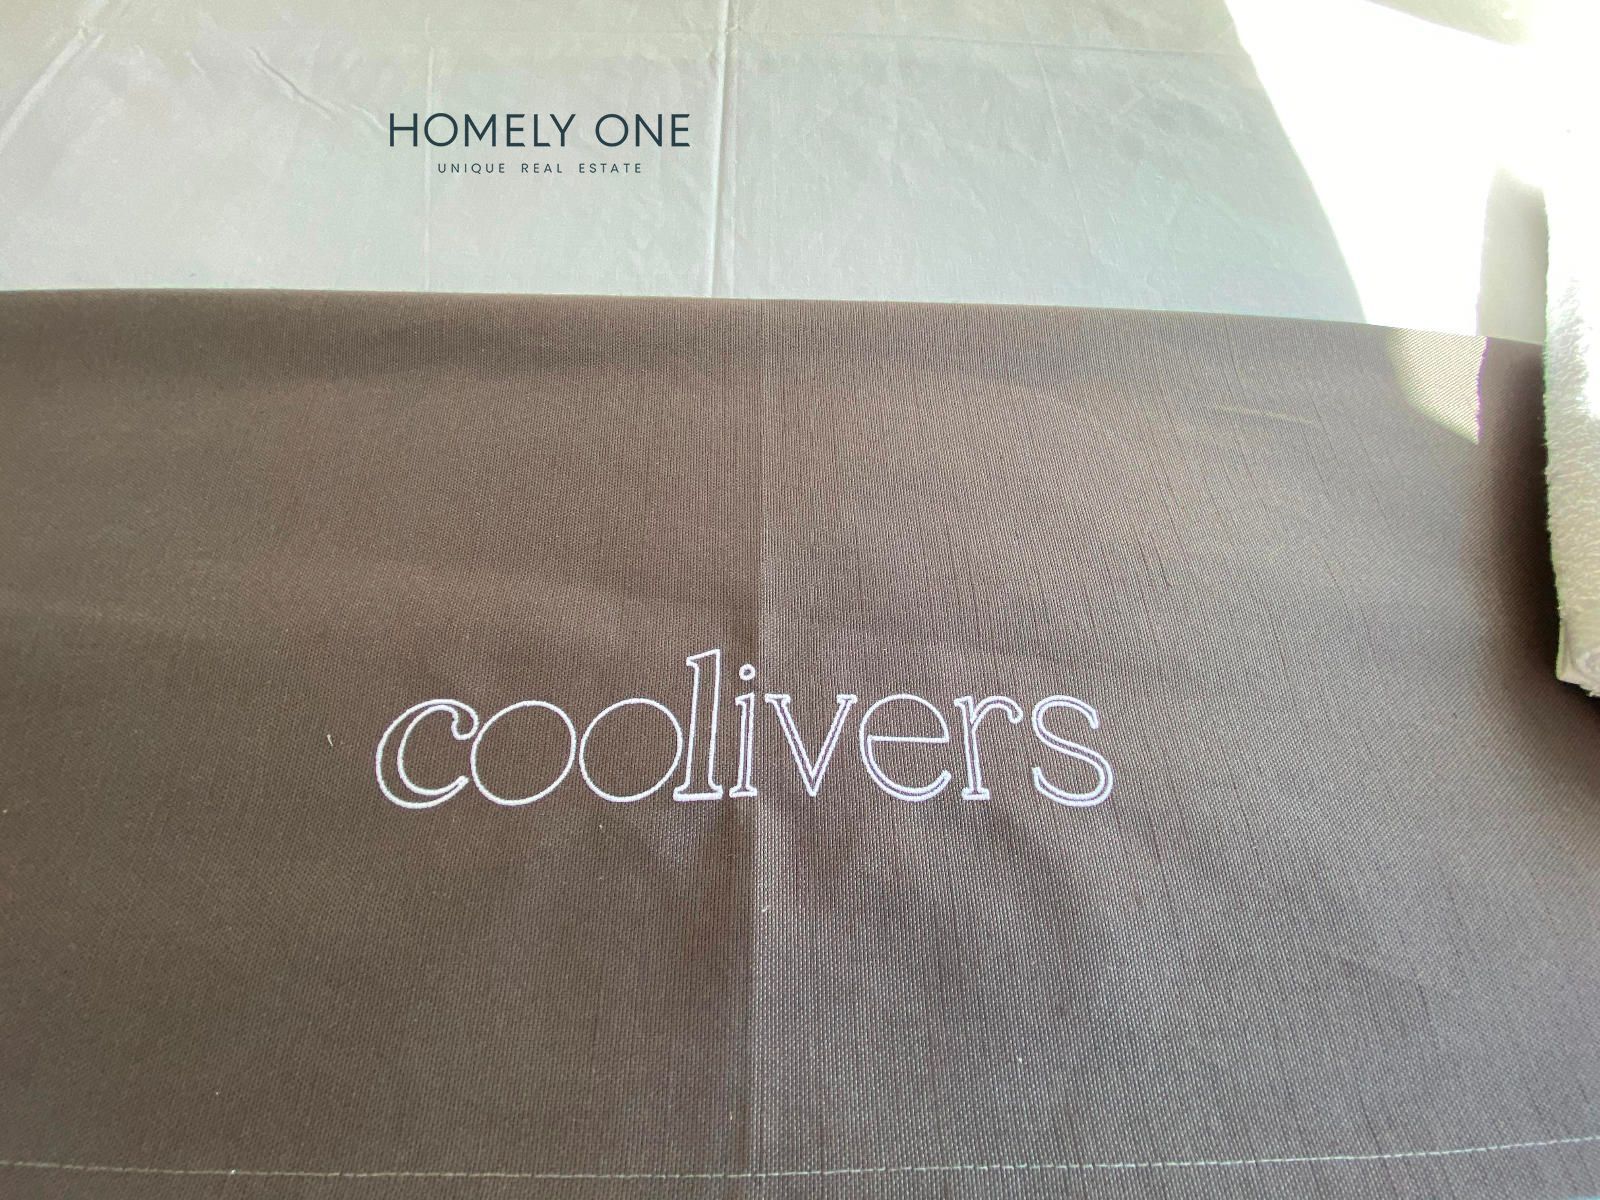 HOMELY ONE
UNIQUE REAL ESTATE
coolivers